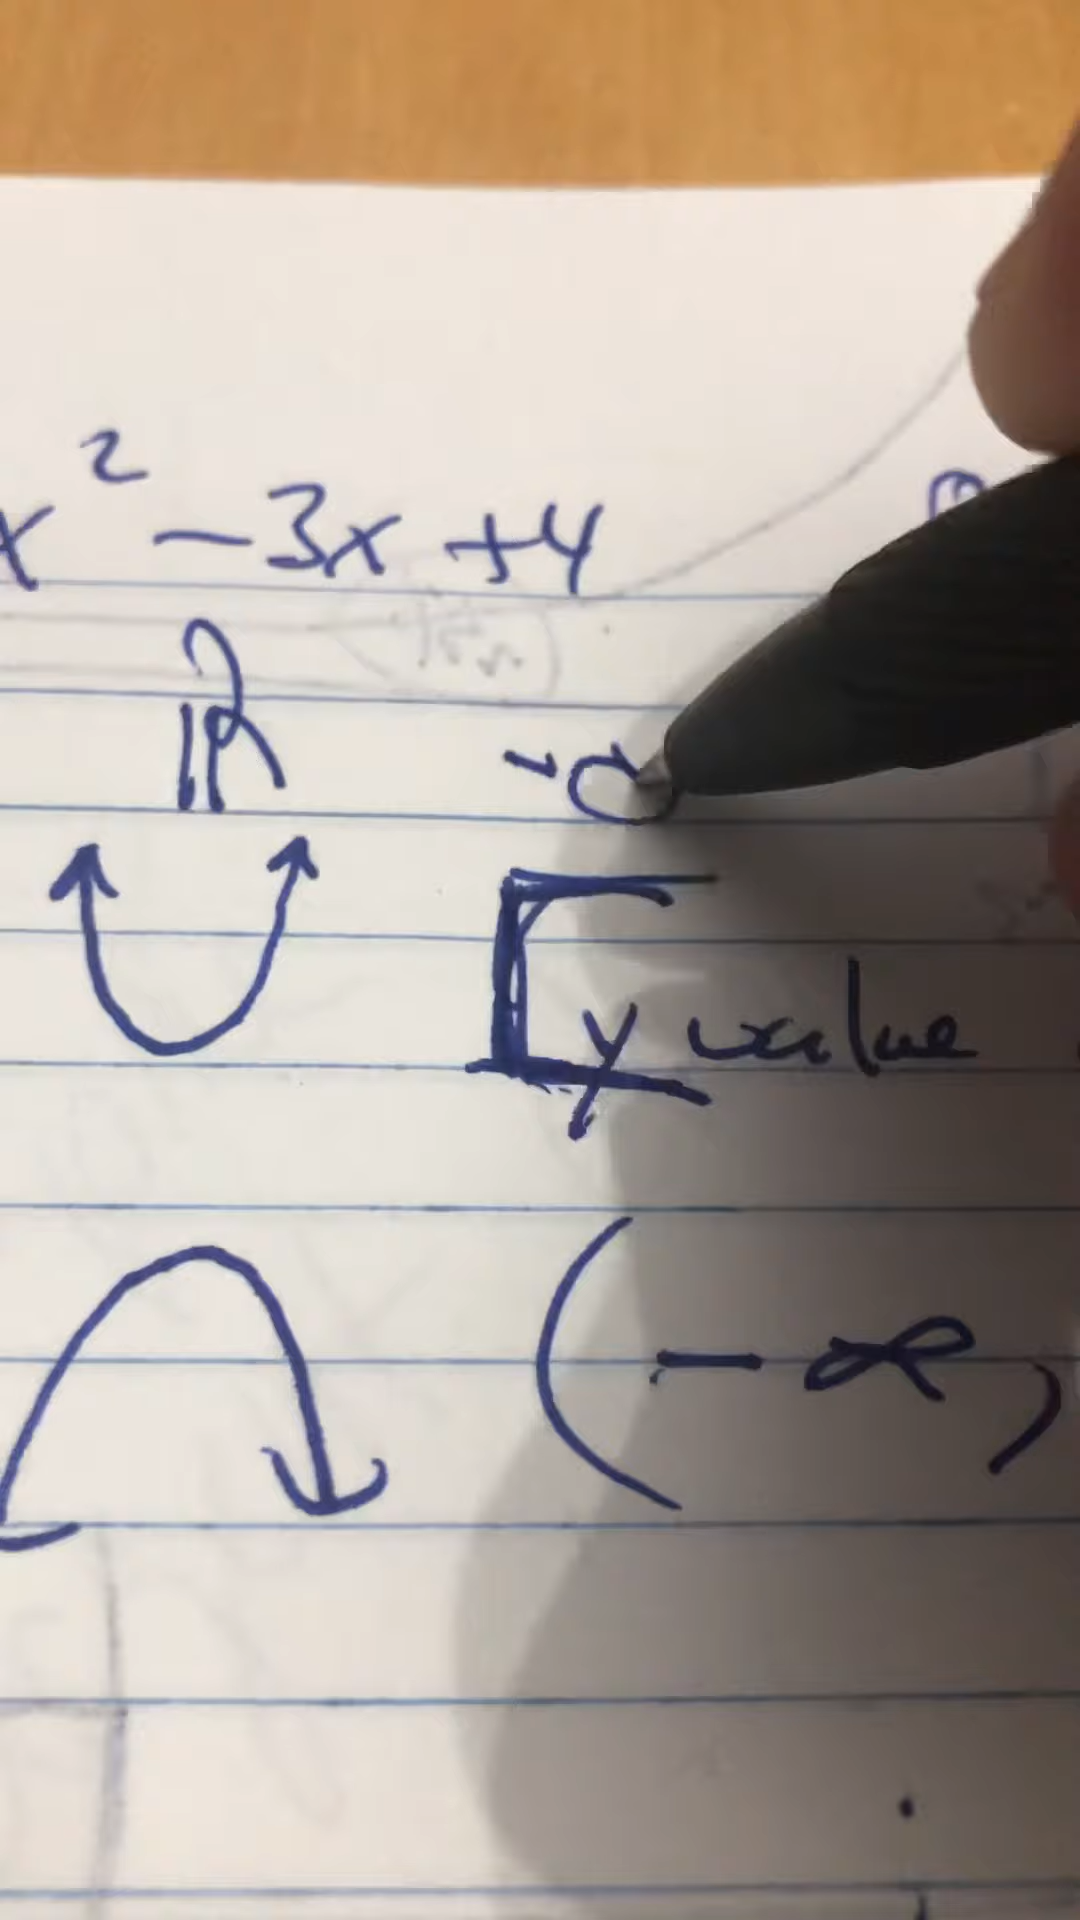 x² -3x +4
ℝ
[ y value
(-∞,